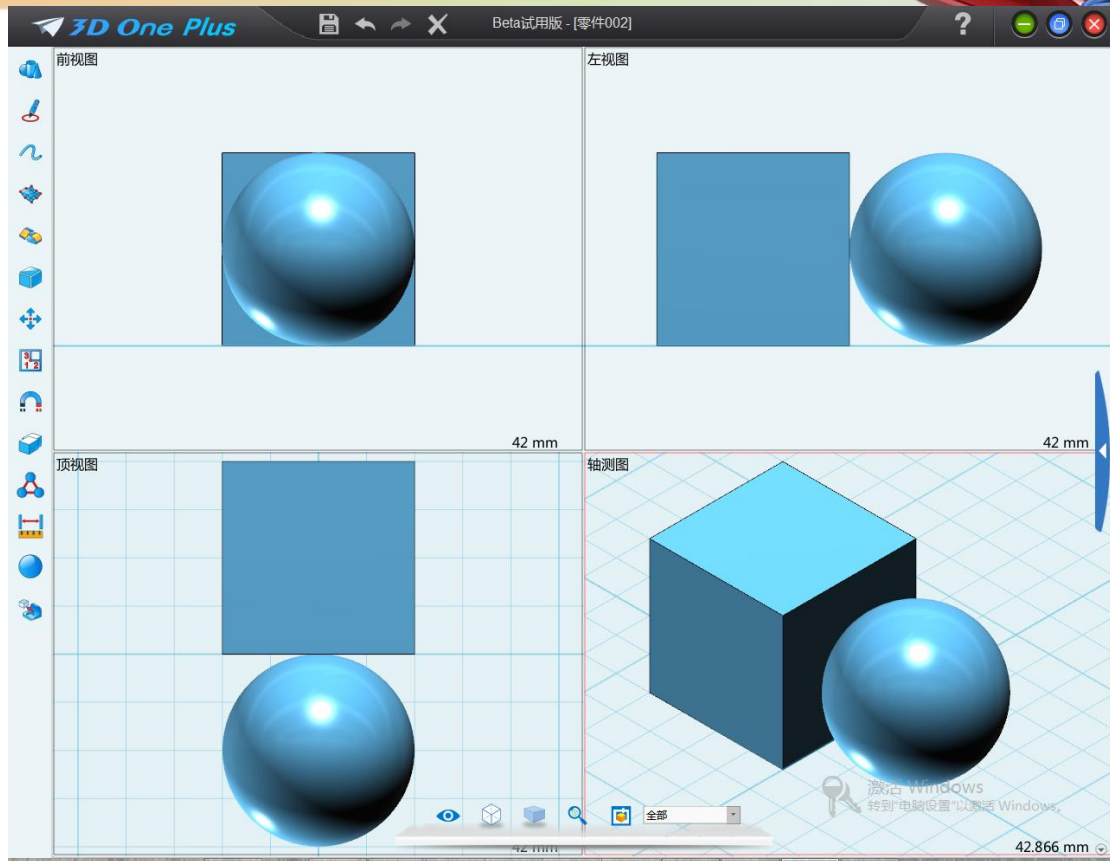 3D One Plus
Beta试用版 - [零件002]
?
前视图
左视图
42 mm
42 mm
顶视图
轴测图
全部
激活 Windows
转到"电脑设置"以激活 Windows。
42 mm
42.866 mm